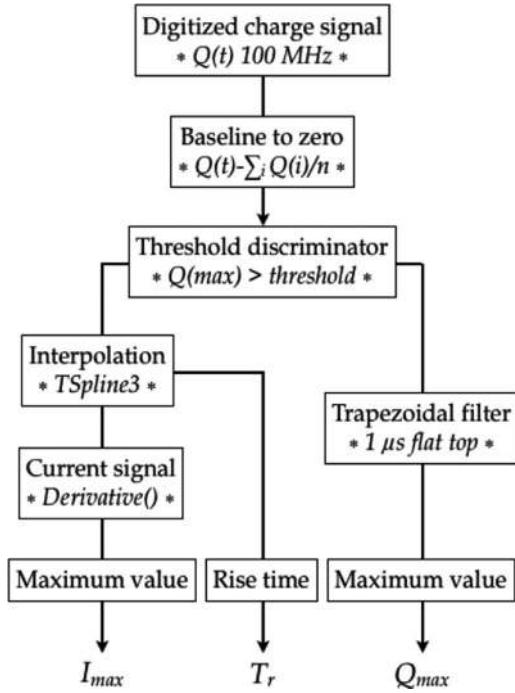 Digitized charge signal
* Q(t) 100 MHz *
Baseline to zero
* Q(t)-∑i Q(i)/n *
Threshold discriminator
* Q(max) > threshold *
Interpolation
* TSpline3 *
Trapezoidal filter
* 1 µs flat top *
Current signal
* Derivative() *
Maximum value
Rise time
Maximum value
Imax
Tr
Qmax